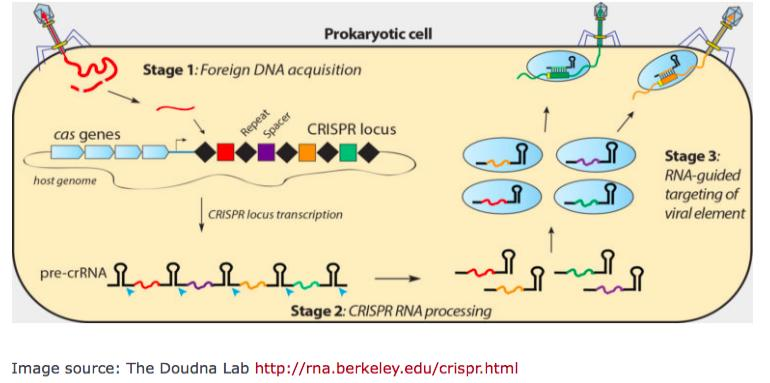 Prokaryotic cell
Stage 1: Foreign DNA acquisition
cas genes
Repeat
Spacer
CRISPR locus
host genome
CRISPR locus transcription
pre-crRNA
Stage 2: CRISPR RNA processing
Stage 3:
RNA-guided
targeting of
viral element
Image source: The Doudna Lab http://rna.berkeley.edu/crispr.html